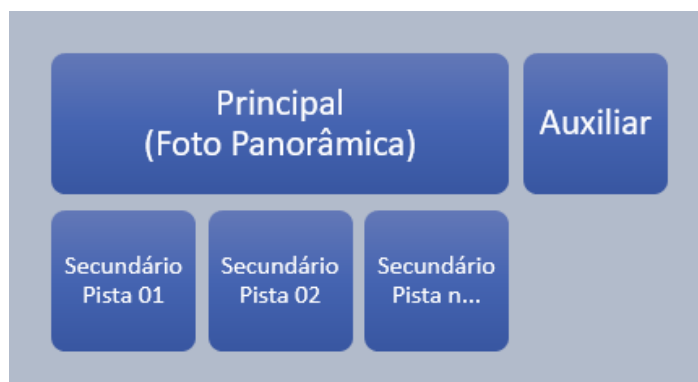 Principal
(Foto Panorâmica)
Auxiliar
Secundário
Pista 01
Secundário
Pista 02
Secundário
Pista n...